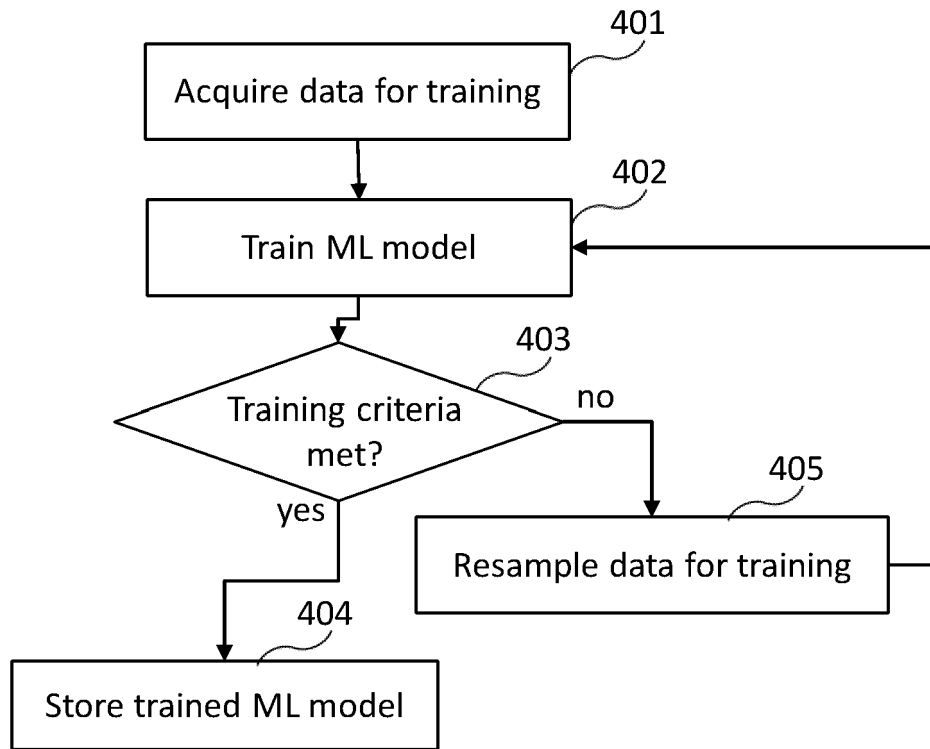 401
Acquire data for training
402
Train ML model
403
Training criteria
met?
no
yes
405
Resample data for training
404
Store trained ML model